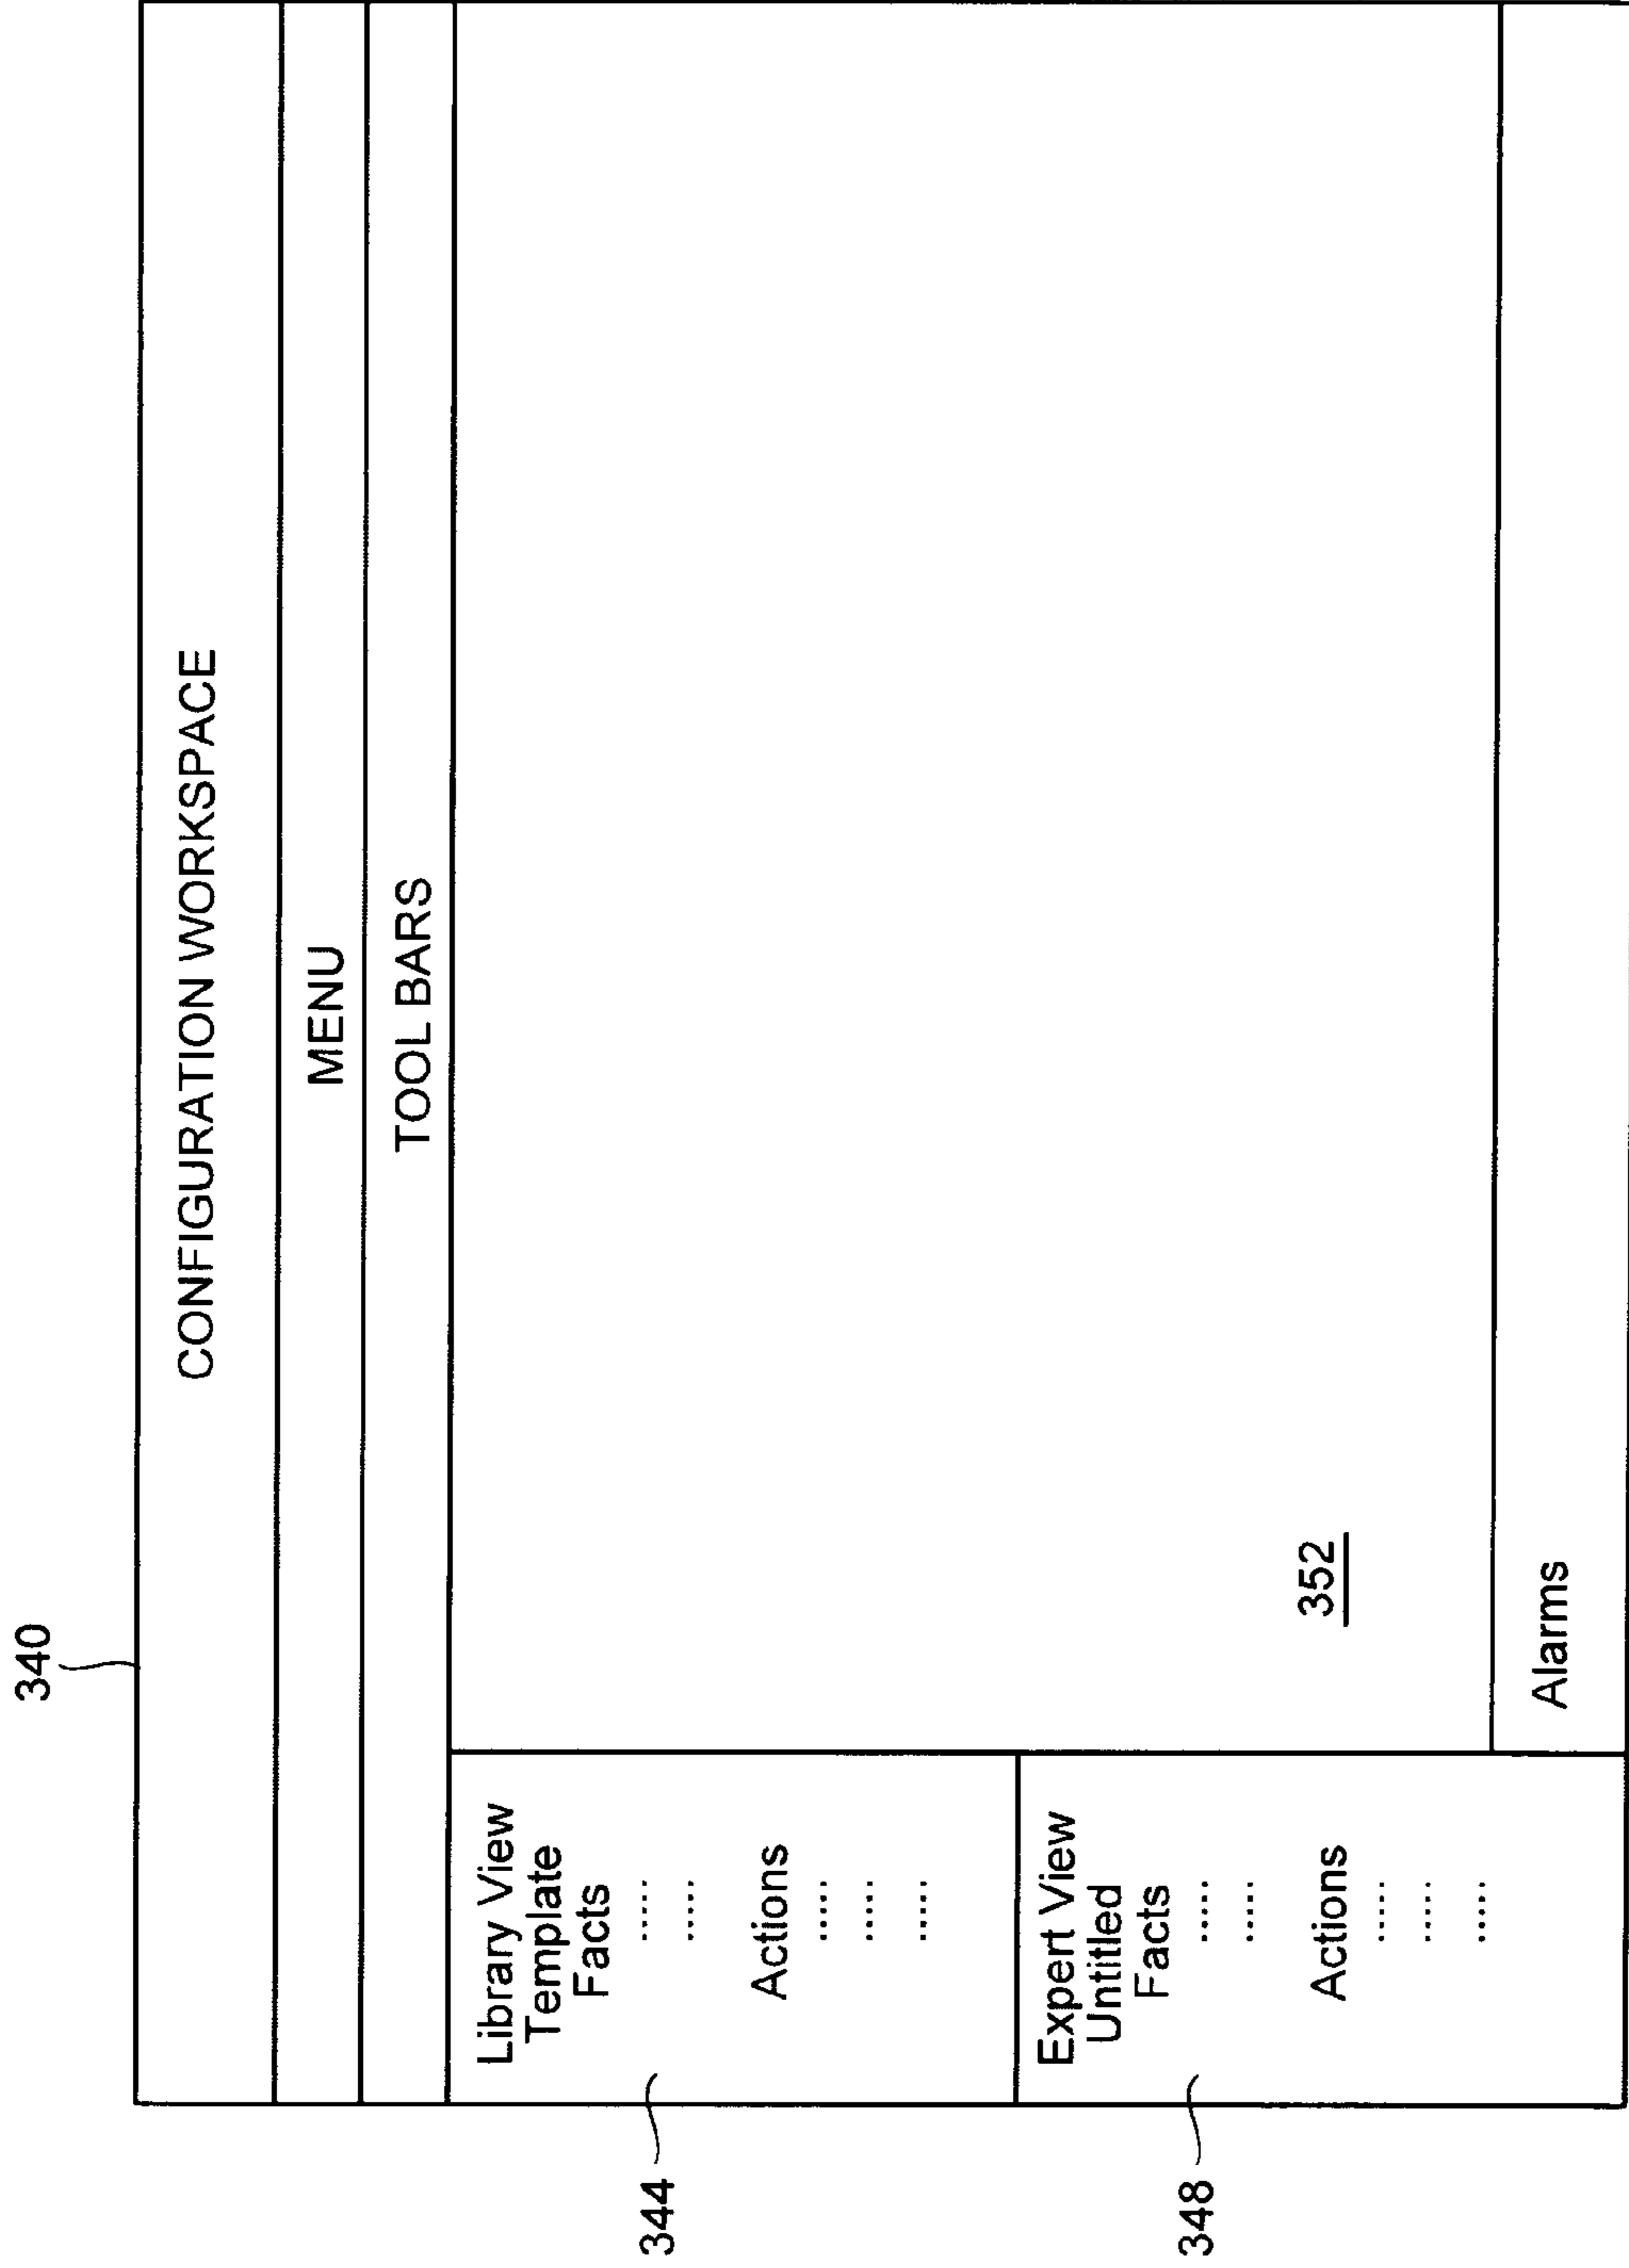 340
CONFIGURATION WORKSPACE
MENU
TOOL BARS
344
Library View
Template
Facts
.....
.....
Actions
.....
.....
.....
348
Expert View
Untitled
Facts
.....
.....
Actions
.....
.....
.....
352
Alarms